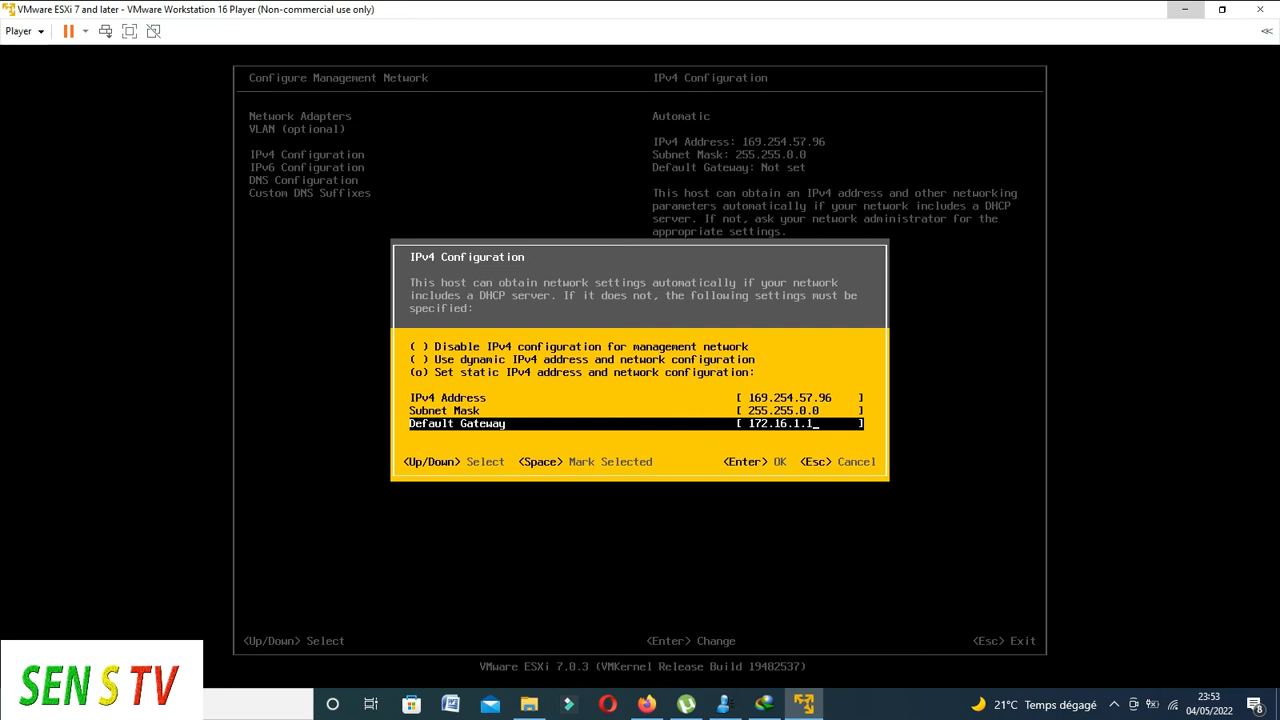 VMware ESXi 7 and later - VMware Workstation 16 Player (Non-commercial use only)
Player
Configure Management Network
IPv4 Configuration
Network Adapters
VLAN (optional)
IPv4 Configuration
IPv6 Configuration
DNS Configuration
Custom DNS Suffixes
Automatic
IPv4 Address: 169.254.57.96
Subnet Mask: 255.255.0.0
Default Gateway: Not set
This host can obtain an IPv4 address and other networking
parameters automatically if your network includes a DHCP
server. If not, ask your network administrator for the
appropriate settings.
IPv4 Configuration
This host can obtain network settings automatically if your network
includes a DHCP server. If it does not, the following settings must be
specified:
( ) Disable IPv4 configuration for management network
( ) Use dynamic IPv4 address and network configuration
(o) Set static IPv4 address and network configuration:
IPv4 Address [ 169.254.57.96 ]
Subnet Mask [ 255.255.0.0 ]
Default Gateway [ 172.16.1.1_ ]
<Up/Down> Select <Space> Mark Selected <Enter> OK <Esc> Cancel
<Up/Down> Select <Enter> Change <Esc> Exit
VMware ESXi 7.0.3 (VMKernel Release Build 19482537)
SEN S TV
21°C Temps dégagé
23:53
04/05/2022
8